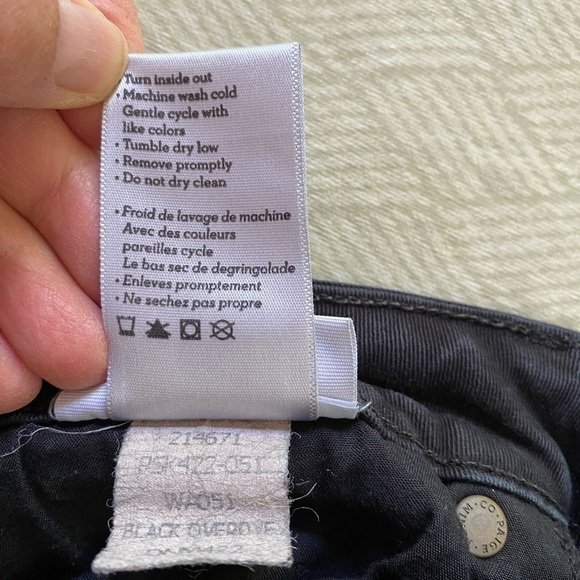 • Turn inside out
• Machine wash cold
Gentle cycle with
like colors
• Tumble dry low
• Remove promptly
• Do not dry clean
• Froid de lavage de machine
Avec des couleurs
pareilles cycle
Le bas sec de degringolade
• Enleves promptement
• Ne sechez pas propre
214671
WA051
BLACK OVERDYE
CO•PAIGE